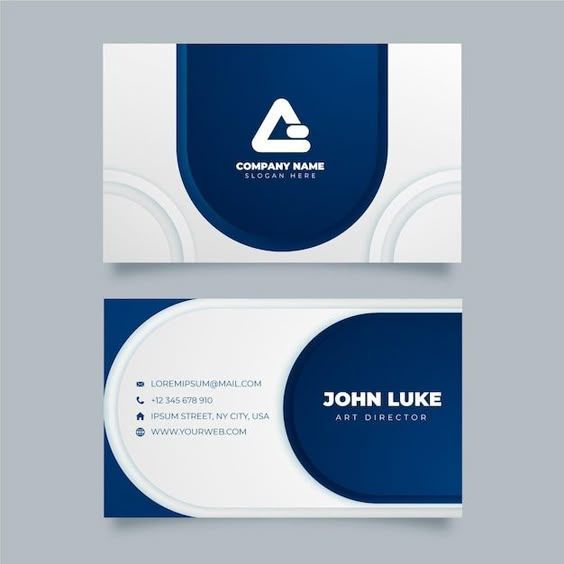 COMPANY NAME
SLOGAN HERE
LOREMIPSUM@MAIL.COM
+12 345 678 910
IPSUM STREET, NY CITY, USA
WWW.YOURWEB.COM
JOHN LUKE
ART DIRECTOR